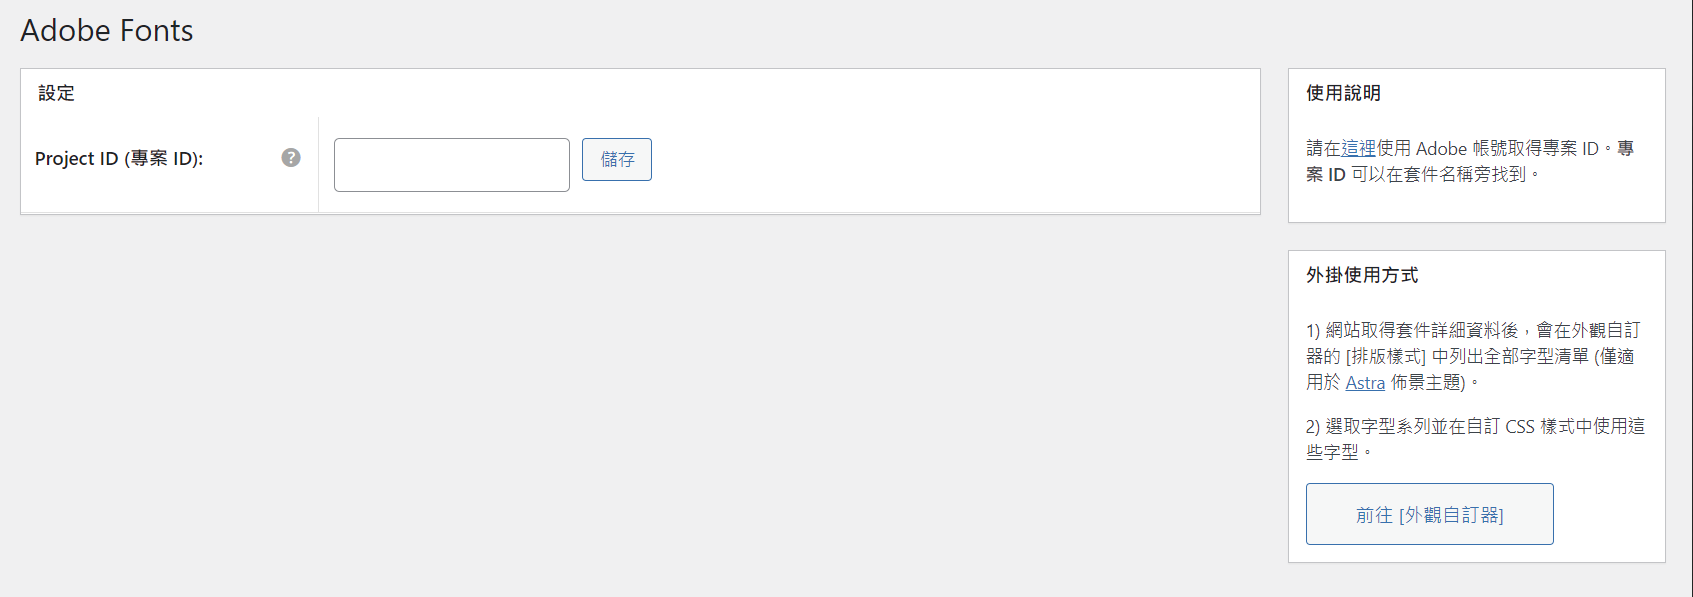 Adobe Fonts
設定
Project ID (專案 ID):
?
儲存
使用說明
請在這裡使用 Adobe 帳號取得專案 ID。專
案 ID 可以在套件名稱旁找到。
外掛使用方式
1) 網站取得套件詳細資料後，會在外觀自訂
器的 [排版樣式] 中列出全部字型清單 (僅適
用於 Astra 佈景主題)。
2) 選取字型系列並在自訂 CSS 樣式中使用這
些字型。
前往 [外觀自訂器]